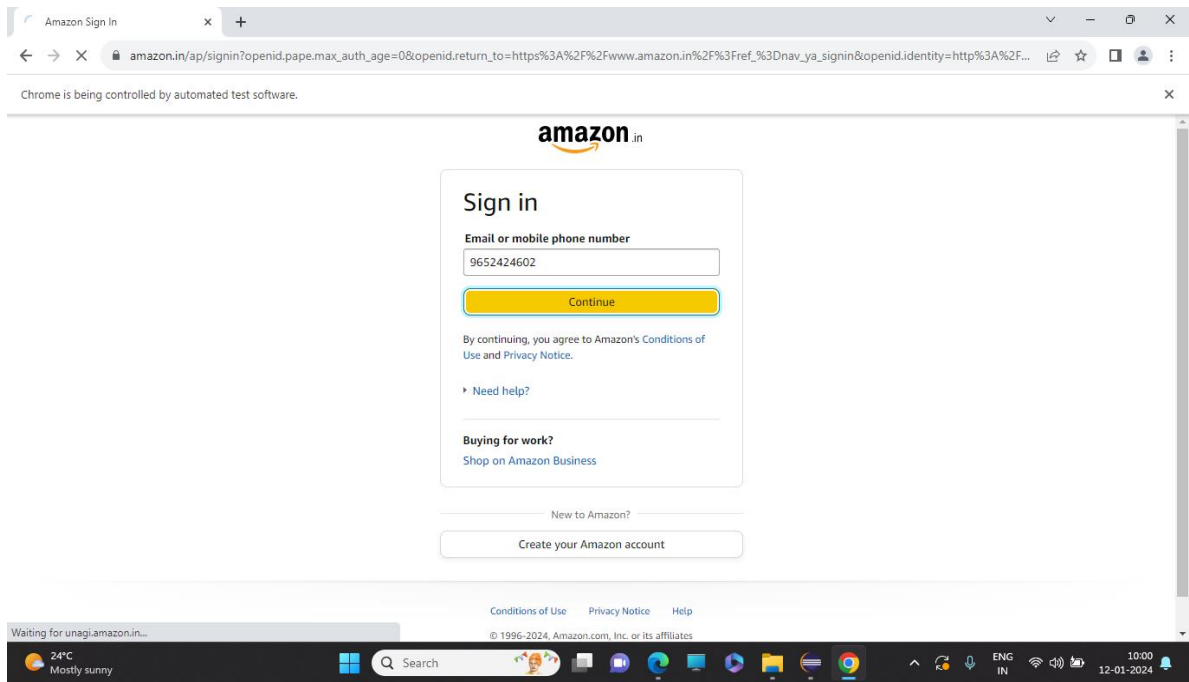 Amazon Sign In
amazon.in/ap/signin?openid.pape.max_auth_age=0&openid.return_to=https%3A%2F%2Fwww.amazon.in%2F%3Fref_%3Dnav_ya_signin&openid.identity=http%3A%2F...
Chrome is being controlled by automated test software.
amazon.in
Sign in
Email or mobile phone number
9652424602
Continue
By continuing, you agree to Amazon's Conditions of
Use and Privacy Notice.
Need help?
Buying for work?
Shop on Amazon Business
New to Amazon?
Create your Amazon account
Conditions of Use Privacy Notice Help
© 1996-2024, Amazon.com, Inc. or its affiliates
Waiting for unagi.amazon.in...
24°C
Mostly sunny
Search
ENG
IN
10:00
12-01-2024